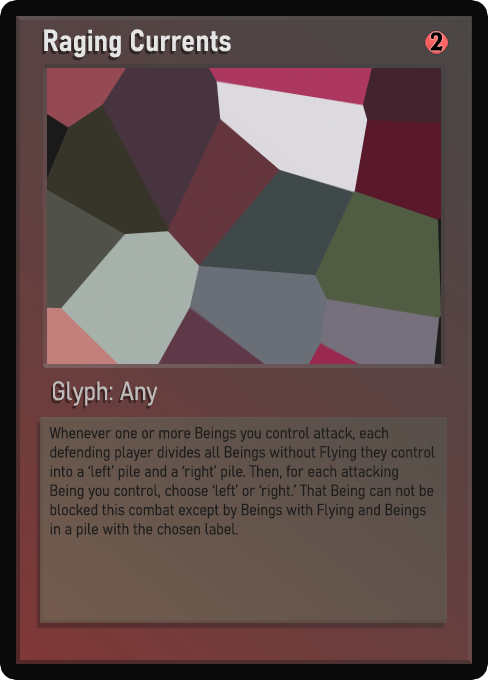 Raging Currents
2
Glyph: Any
Whenever one or more Beings you control attack, each
defending player divides all Beings without Flying they control
into a ‘left’ pile and a ‘right’ pile. Then, for each attacking
Being you control, choose ‘left’ or ‘right.’ That Being can not be
blocked this combat except by Beings with Flying and Beings
in a pile with the chosen label.